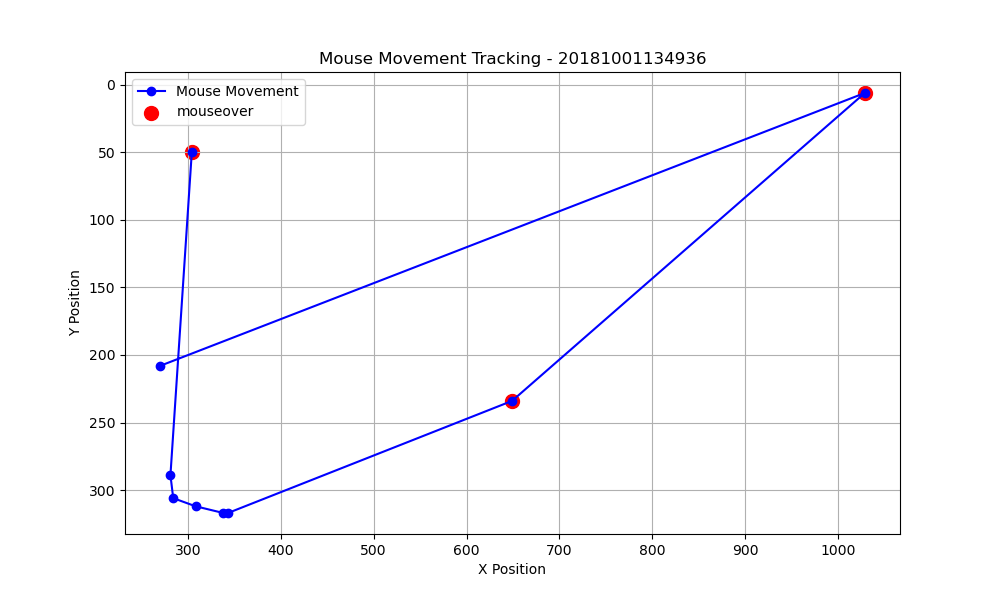 Mouse Movement Tracking - 20181001134936
Mouse Movement
mouseover
0
50
100
150
200
250
300
Y Position
300 400 500 600 700 800 900 1000
X Position